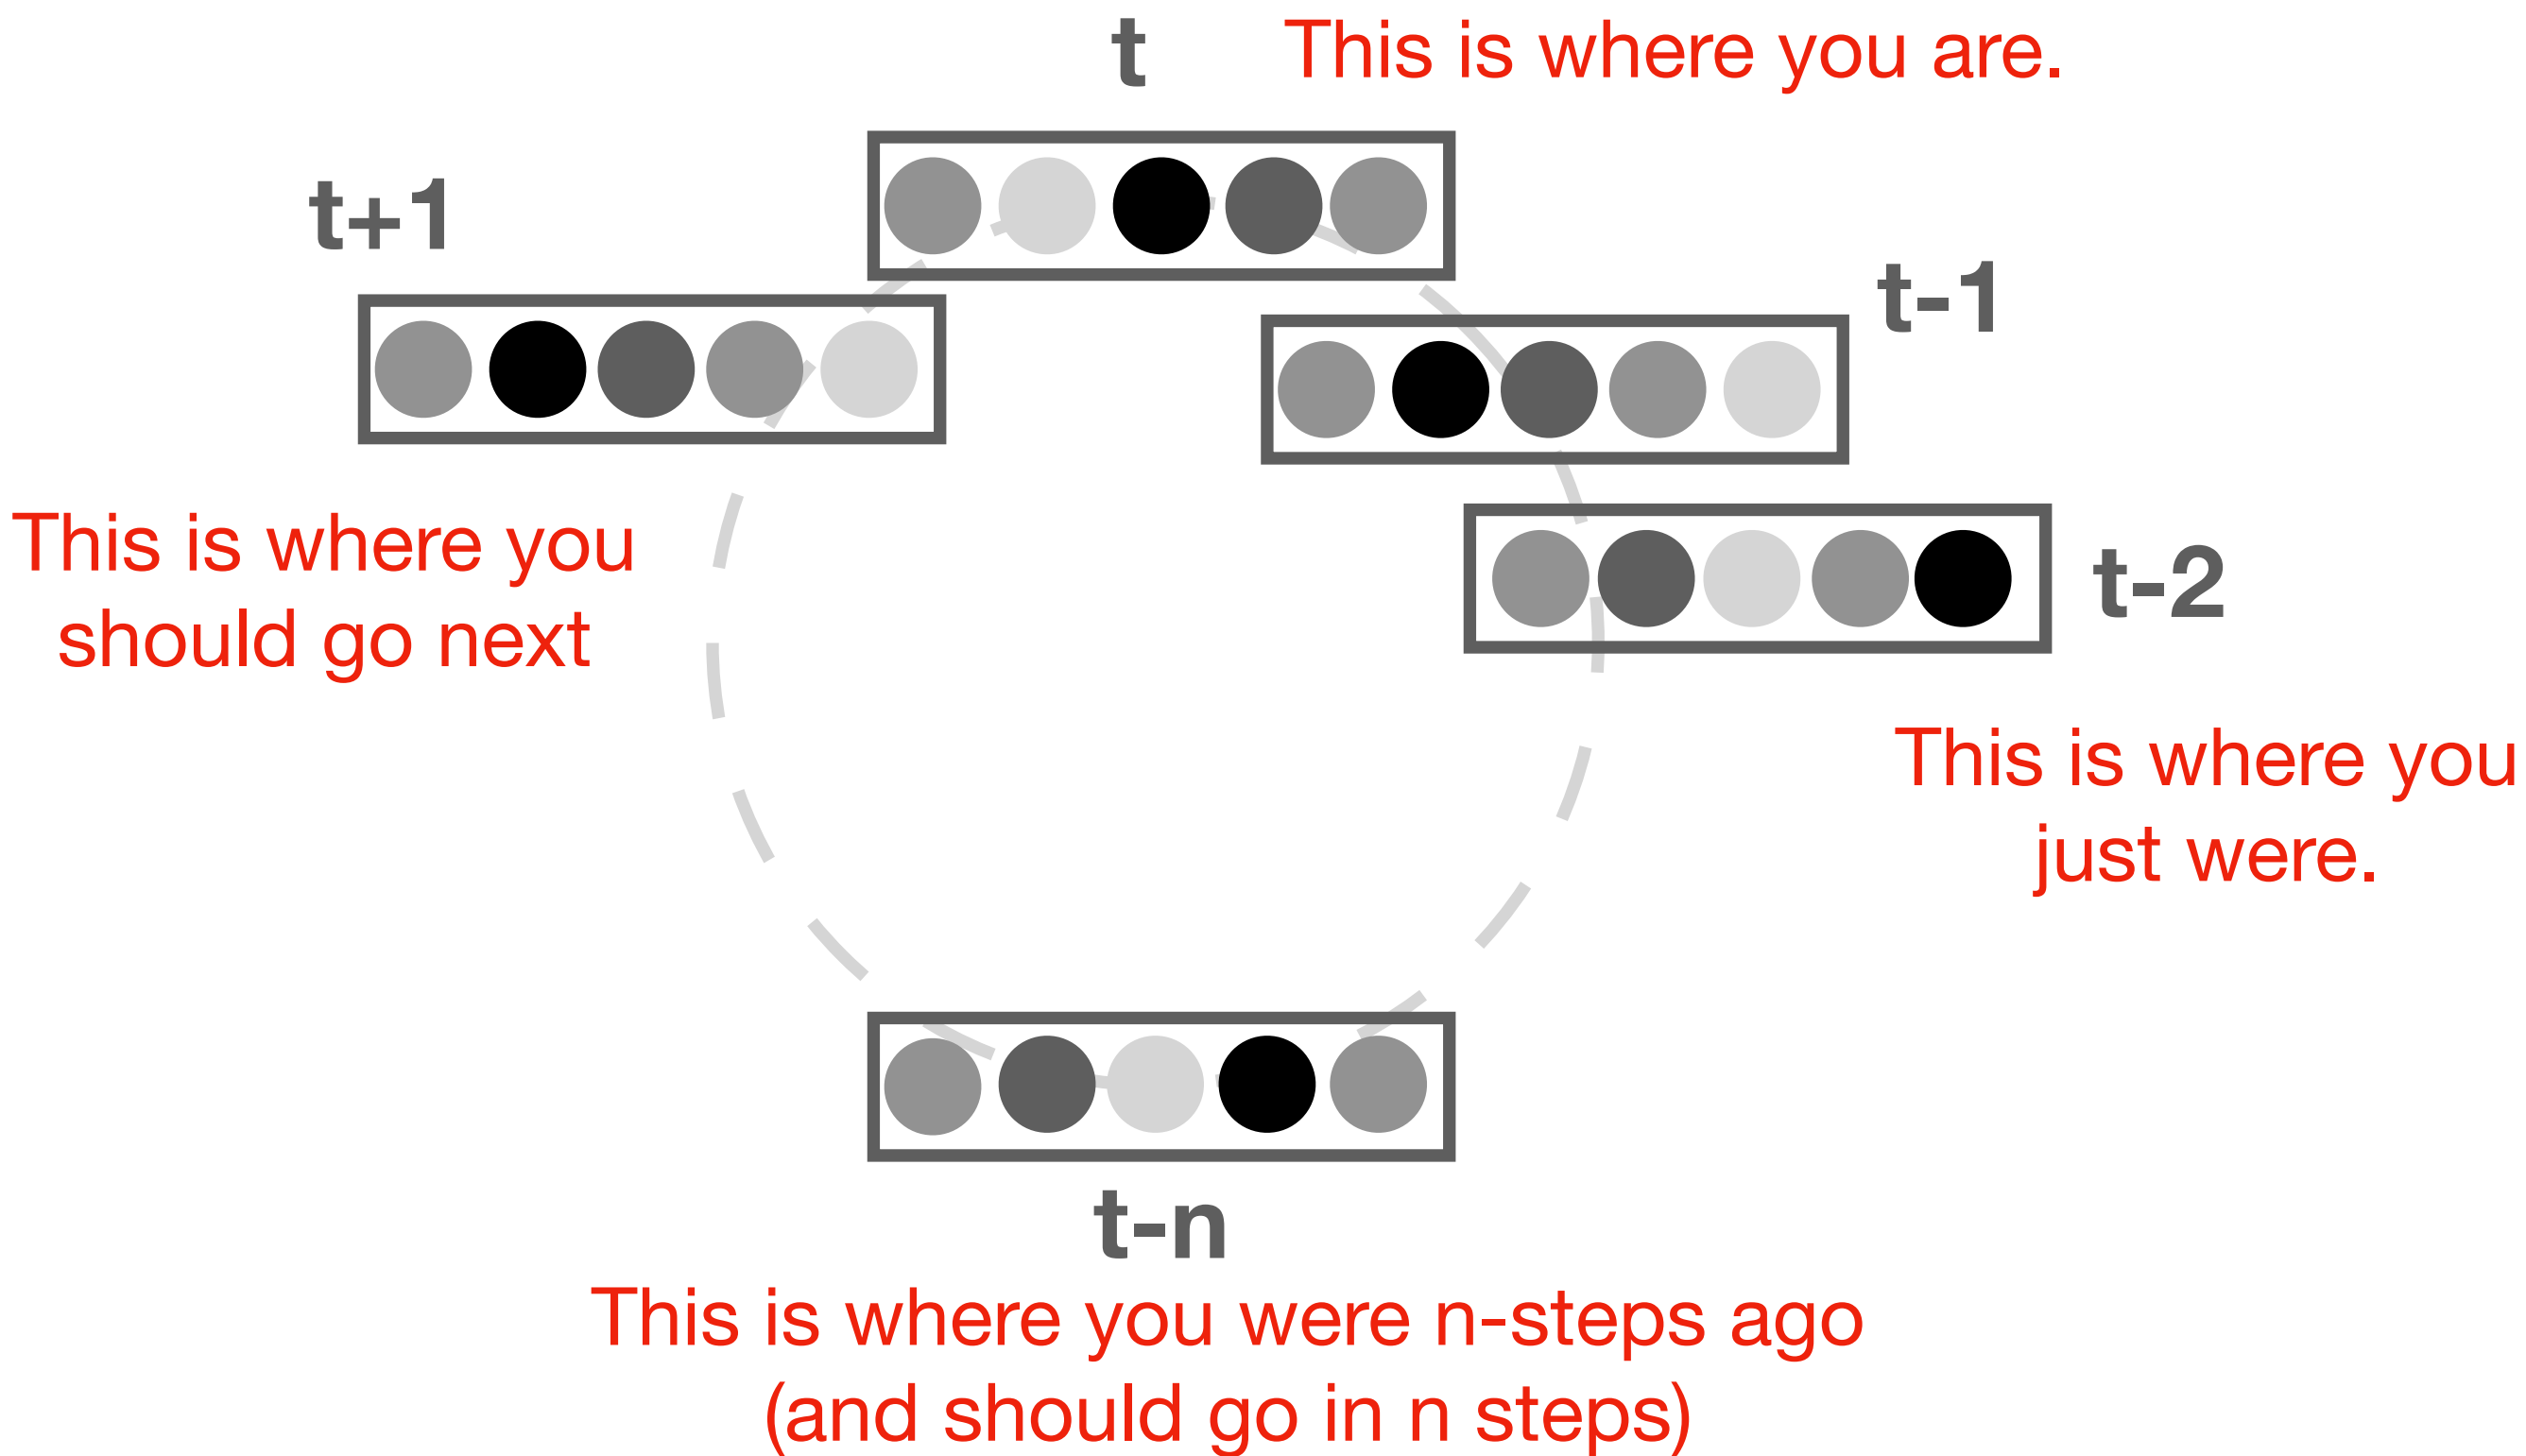 t
This is where you are.
t+1
t-1
This is where you
should go next
t-2
This is where you
just were.
t-n
This is where you were n-steps ago
(and should go in n steps)